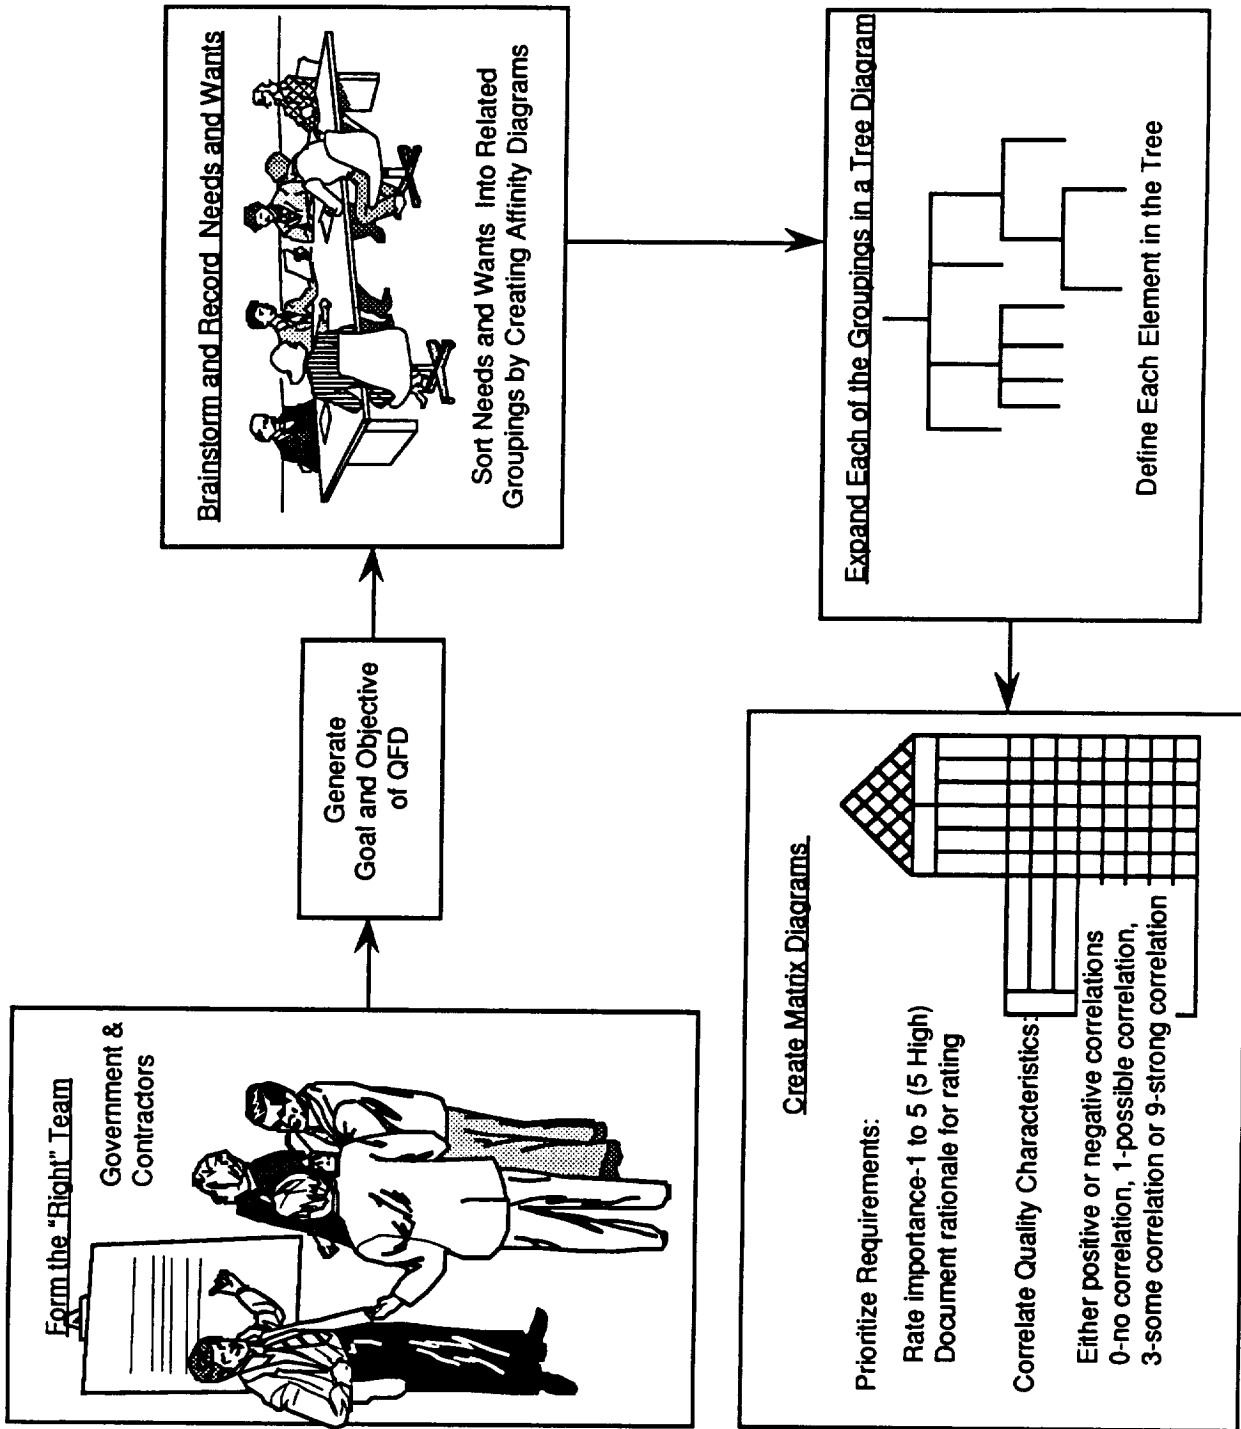 Form the "Right" Team
Government &
Contractors
Generate
Goal and Objective
of QFD
Brainstorm and Record Needs and Wants
Sort Needs and Wants Into Related
Groupings by Creating Affinity Diagrams
Expand Each of the Groupings in a Tree Diagram
Define Each Element in the Tree
Create Matrix Diagrams
Prioritize Requirements:
Rate importance-1 to 5 (5 High)
Document rationale for rating
Correlate Quality Characteristics:
Either positive or negative correlations
0-no correlation, 1-possible correlation,
3-some correlation or 9-strong correlation